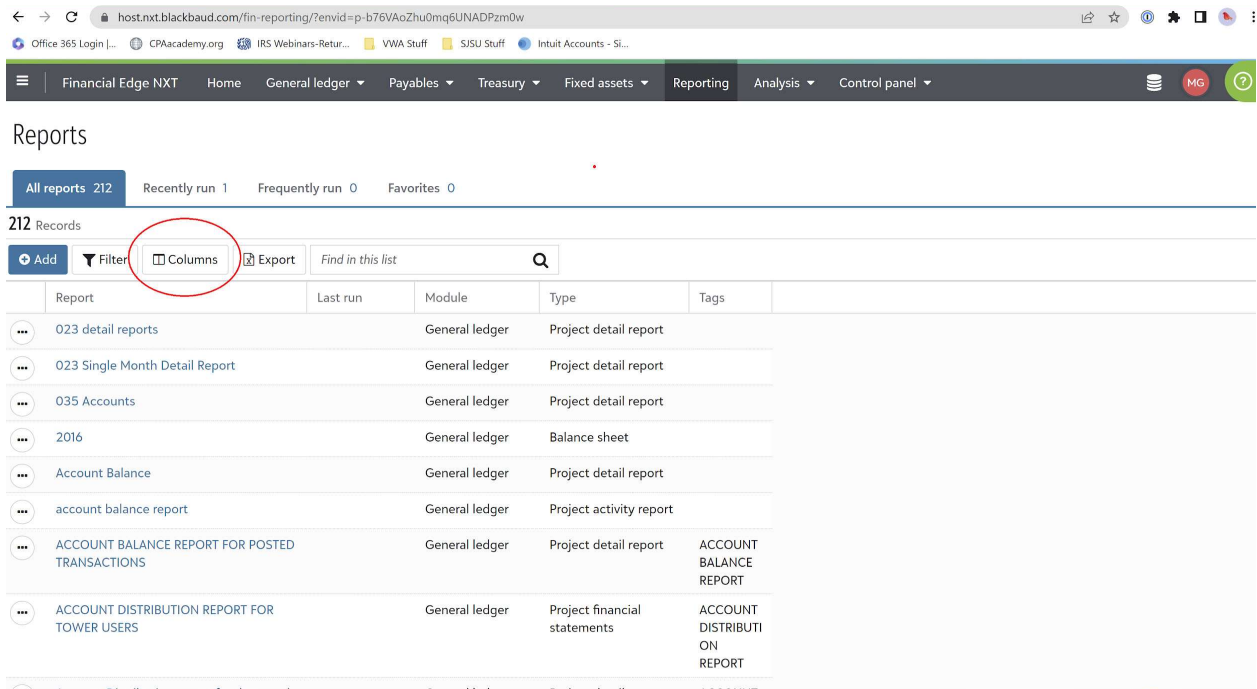 host.nxt.blackbaud.com/fin-reporting/?envid=p-b76VAoZhu0mq6UNADPzm0w
Office 365 Login |... CPAacademy.org IRS Webinars-Retur... VWA Stuff SJSU Stuff Intuit Accounts - Si...
Financial Edge NXT Home General ledger Payables Treasury Fixed assets Reporting Analysis Control panel MG ?
Reports
All reports 212 Recently run 1 Frequently run 0 Favorites 0
212 Records
Add Filter Columns Export Find in this list
Report Last run Module Type Tags
023 detail reports General ledger Project detail report
023 Single Month Detail Report General ledger Project detail report
035 Accounts General ledger Project detail report
2016 General ledger Balance sheet
Account Balance General ledger Project detail report
account balance report General ledger Project activity report
ACCOUNT BALANCE REPORT FOR POSTED General ledger Project detail report ACCOUNT
TRANSACTIONS BALANCE
REPORT
ACCOUNT DISTRIBUTION REPORT FOR General ledger Project financial ACCOUNT
TOWER USERS statements DISTRIBUTI
ON
REPORT